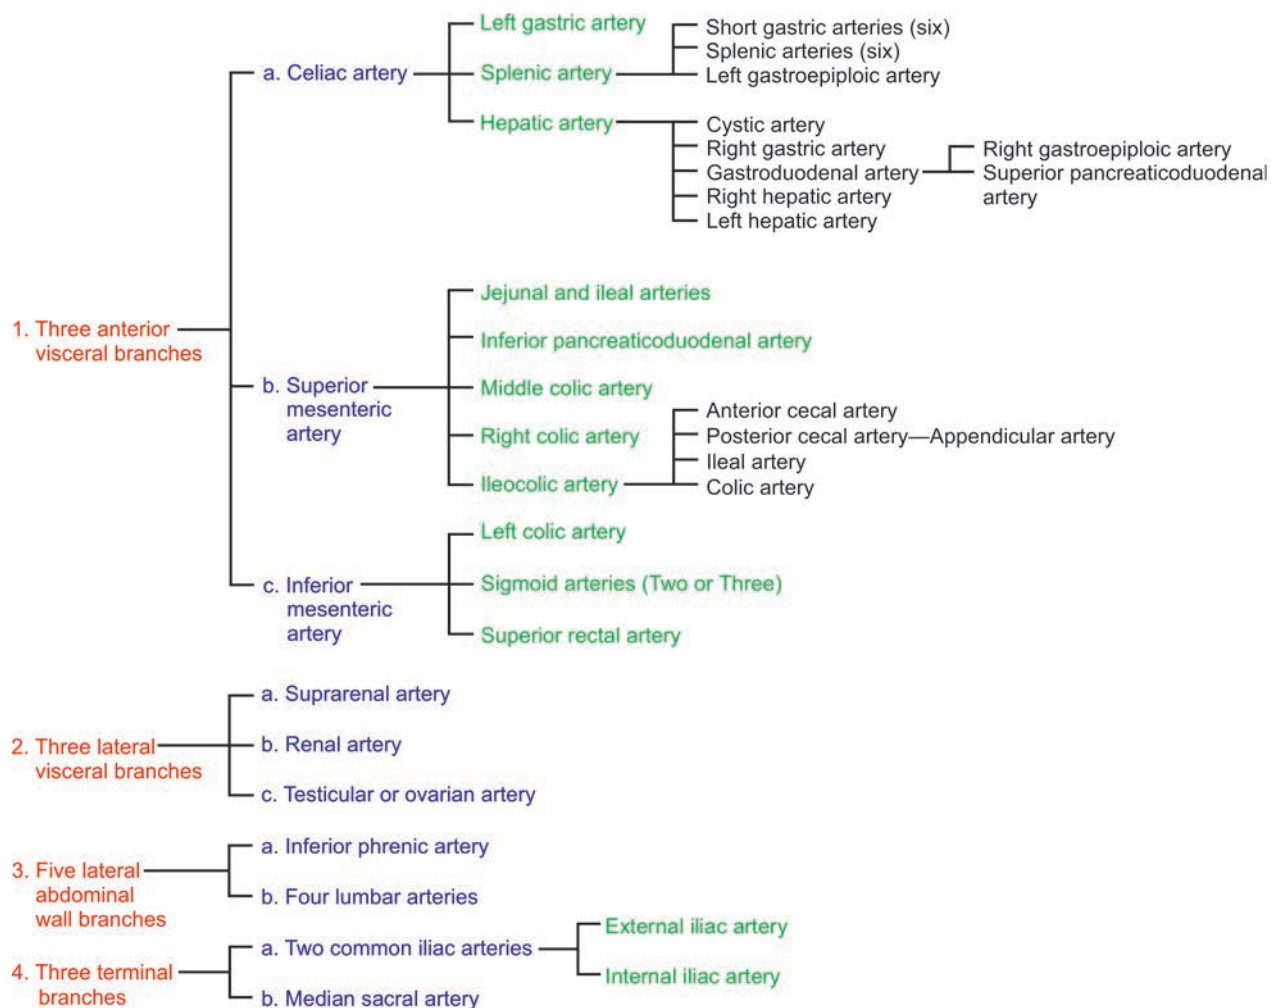 Left gastric artery
Short gastric arteries (six)
Splenic arteries (six)
a. Celiac artery
Splenic artery
Left gastroepiploic artery
Hepatic artery
Cystic artery
Right gastric artery
Right gastroepiploic artery
Gastroduodenal artery
Superior pancreaticoduodenal
artery
Right hepatic artery
Left hepatic artery
1. Three anterior
visceral branches
Jejunal and ileal arteries
Inferior pancreaticoduodenal artery
b. Superior
mesenteric
artery
Middle colic artery
Right colic artery
Anterior cecal artery
Posterior cecal artery—Appendicular artery
Ileal artery
Ileocolic artery
Colic artery
Left colic artery
c. Inferior
mesenteric
artery
Sigmoid arteries (Two or Three)
Superior rectal artery
2. Three lateral
visceral branches
a. Suprarenal artery
b. Renal artery
c. Testicular or ovarian artery
3. Five lateral
abdominal
wall branches
a. Inferior phrenic artery
b. Four lumbar arteries
4. Three terminal
branches
a. Two common iliac arteries
External iliac artery
Internal iliac artery
b. Median sacral artery